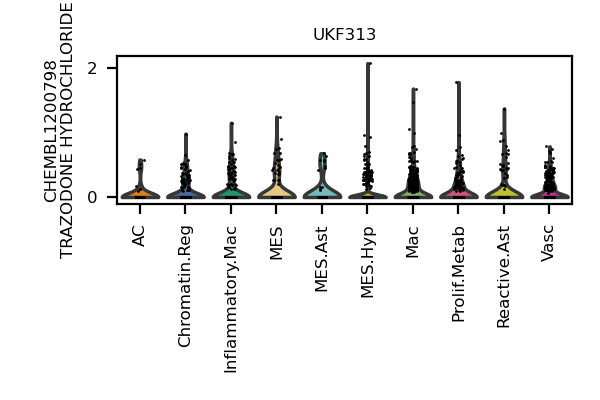 UKF313
CHEMBL1200798
TRAZODONE HYDROCHLORIDE
2
0
AC
Chromatin.Reg
Inflammatory.Mac
MES
MES.Ast
MES.Hyp
Mac
Prolif.Metab
Reactive.Ast
Vasc